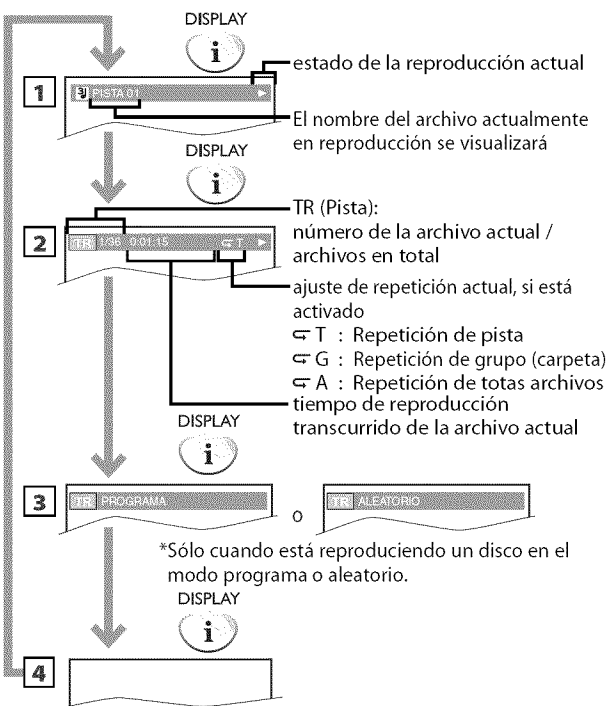 DISPLAY
i
estado de la reproducción actual
1
PISTA 01
El nombre del archivo actualmente
en reproducción se visualizará
DISPLAY
i
TR (Pista):
número de la archivo actual /
archivos en total
2
TR 1/36 0:01:15 T
ajuste de repetición actual, si está
activado
T : Repetición de pista
G : Repetición de grupo (carpeta)
A : Repetición de totas archivos
tiempo de reproducción
transcurrido de la archivo actual
DISPLAY
i
3
TR PROGRAMA
o
TR ALEATORIO
*Sólo cuando está reproduciendo un disco en el
modo programa o aleatorio.
DISPLAY
i
4